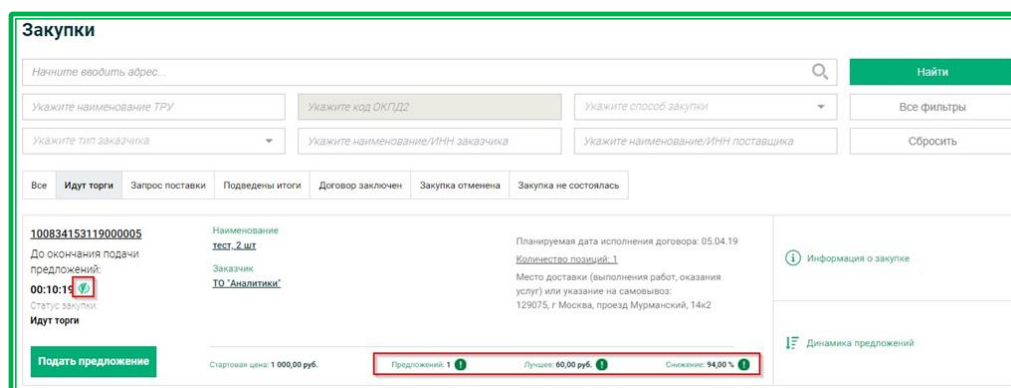 Закупки
Начните вводить адрес...
Найти
Укажите наименование ТРУ
Укажите код ОКПД2
Укажите способ закупки
Все фильтры
Укажите тип заказчика
Укажите наименование/ИНН заказчика
Укажите наименование/ИНН поставщика
Сбросить
Все
Идут торги
Запрос поставки
Подведены итоги
Договор заключен
Закупка отменена
Закупка не состоялась
100834153119000005
До окончания подачи
предложений:
00:10:19
Статус закупки:
Идут торги
Подать предложение
Наименование
тест, 2 шт
Заказчик
ТО "Аналитики"
Планируемая дата исполнения договора: 05.04.19
Количество позиций: 1
Место доставки (выполнения работ, оказания
услуг) или указание на самовывоз:
129075, г Москва, проезд Мурманский, 14к2
Стартовая цена: 1 000,00 руб.
Предложений: 1
Лучшее: 60,00 руб.
Снижение: 94,00 %
Информация о закупке
Динамика предложений